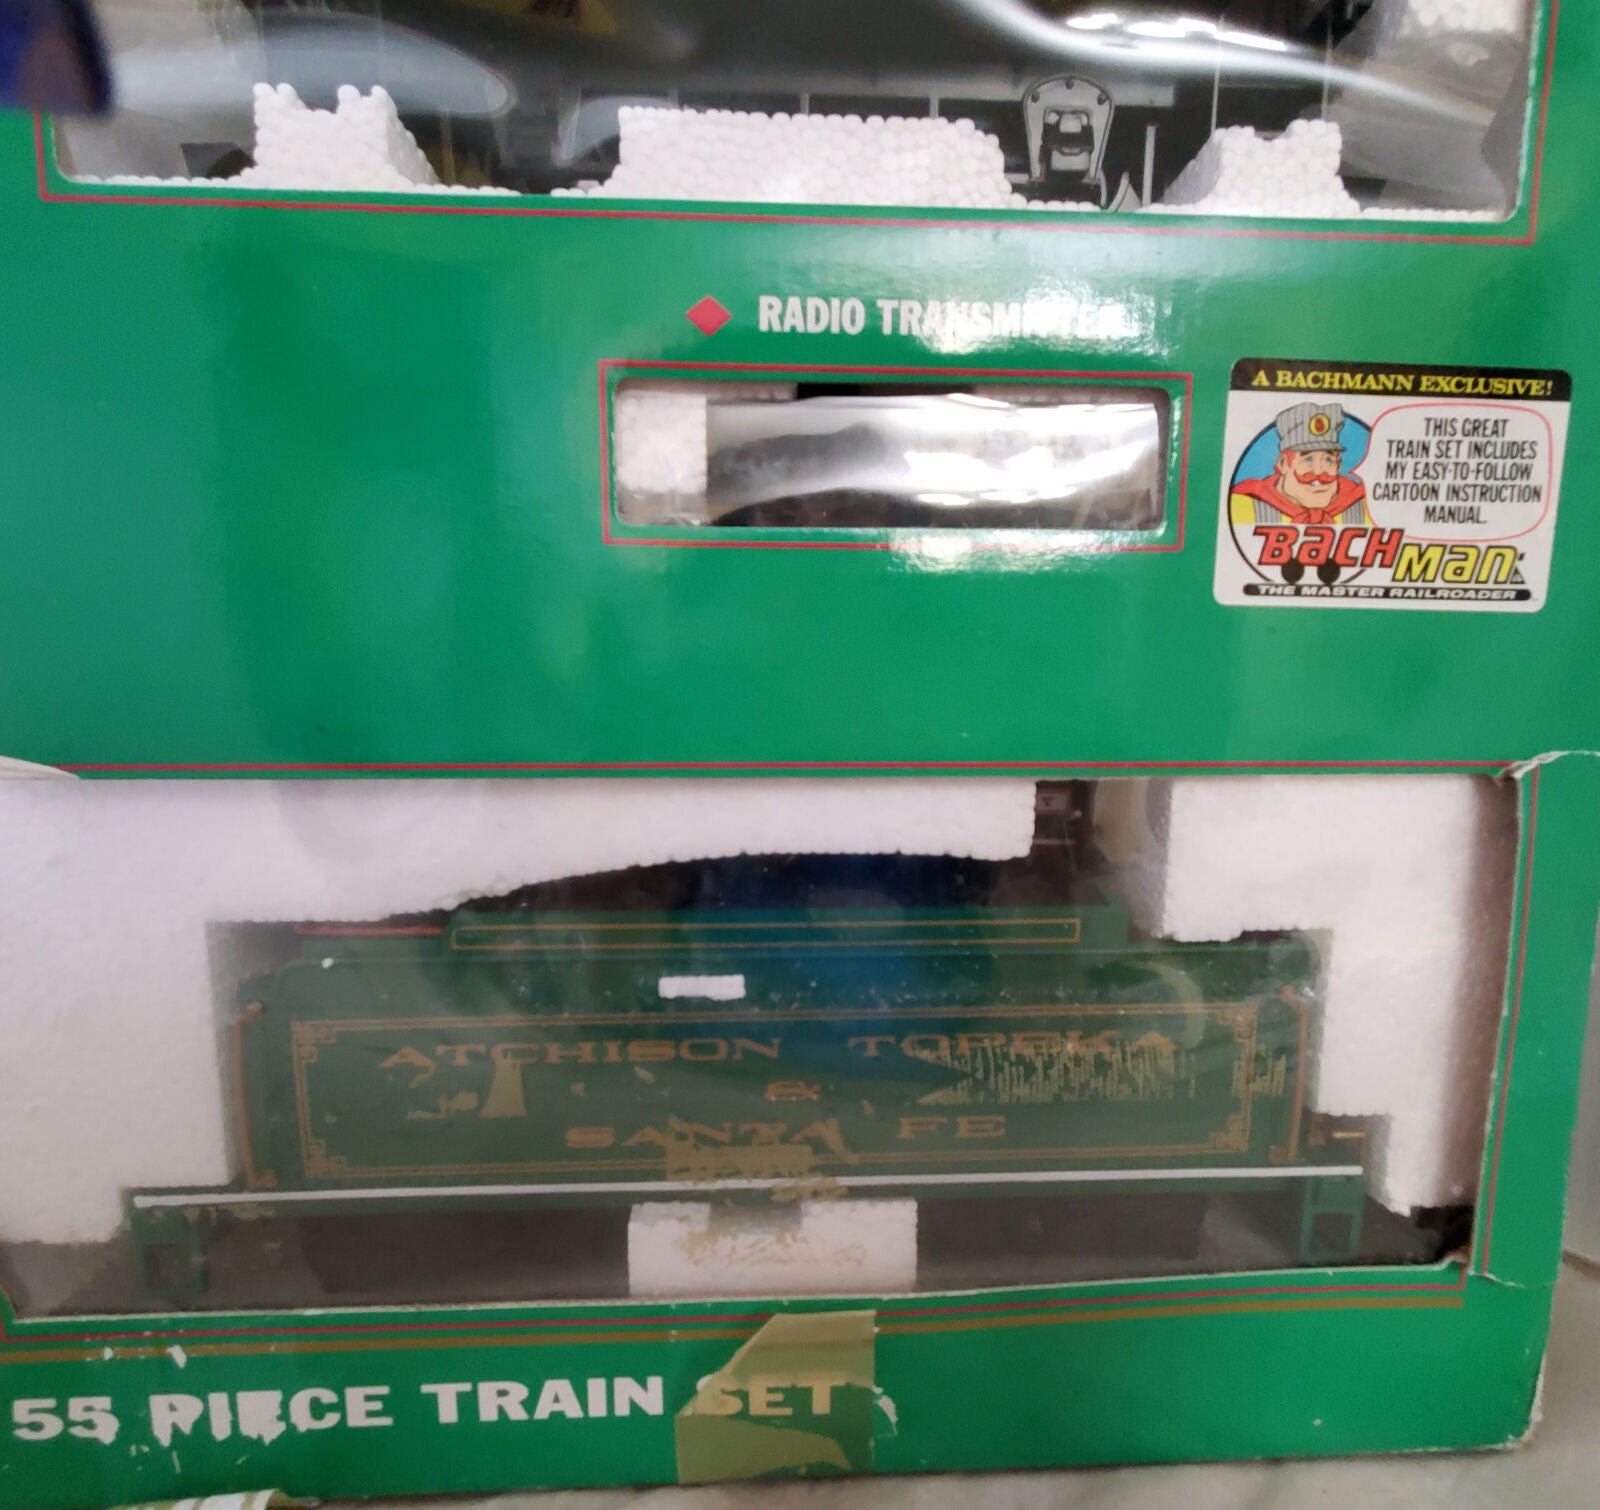 RADIO TRANSMITTER
A BACHMANN EXCLUSIVE!
THIS GREAT
TRAIN SET INCLUDES
MY EASY-TO-FOLLOW
CARTOON INSTRUCTION
MANUAL.
BACHMAN
THE MASTER RAILROADER
ATCHISON TOPEKA
&
SANTA FE
55 PIECE TRAIN SET